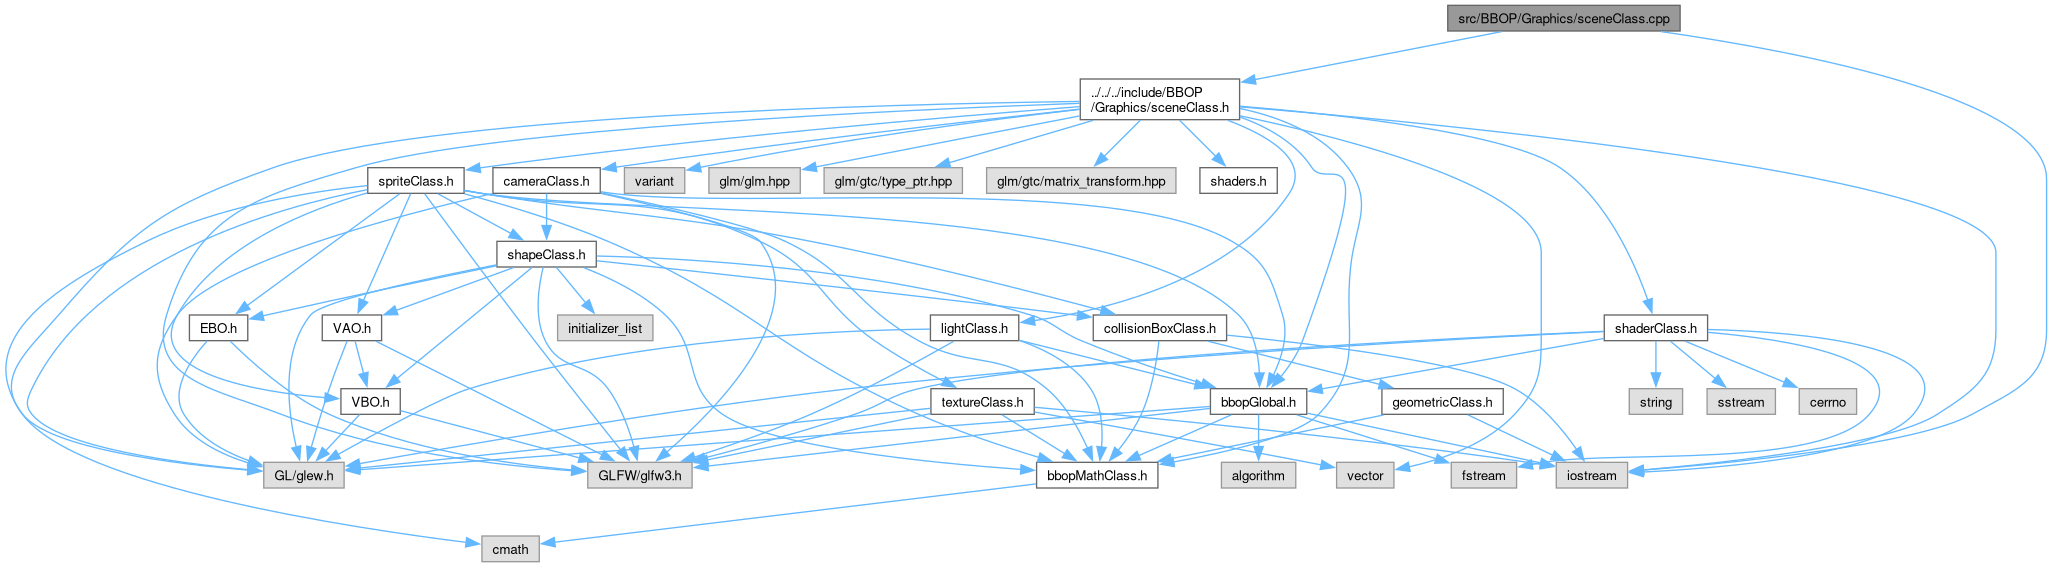 src/BBOP/Graphics/sceneClass.cpp
../../../include/BBOP
/Graphics/sceneClass.h
spriteClass.h
cameraClass.h
variant
glm/glm.hpp
glm/gtc/type_ptr.hpp
glm/gtc/matrix_transform.hpp
shaders.h
shapeClass.h
EBO.h
VAO.h
initializer_list
lightClass.h
collisionBoxClass.h
shaderClass.h
VBO.h
textureClass.h
bbopGlobal.h
geometricClass.h
string
sstream
cerrno
GL/glew.h
GLFW/glfw3.h
bbopMathClass.h
algorithm
vector
fstream
iostream
cmath